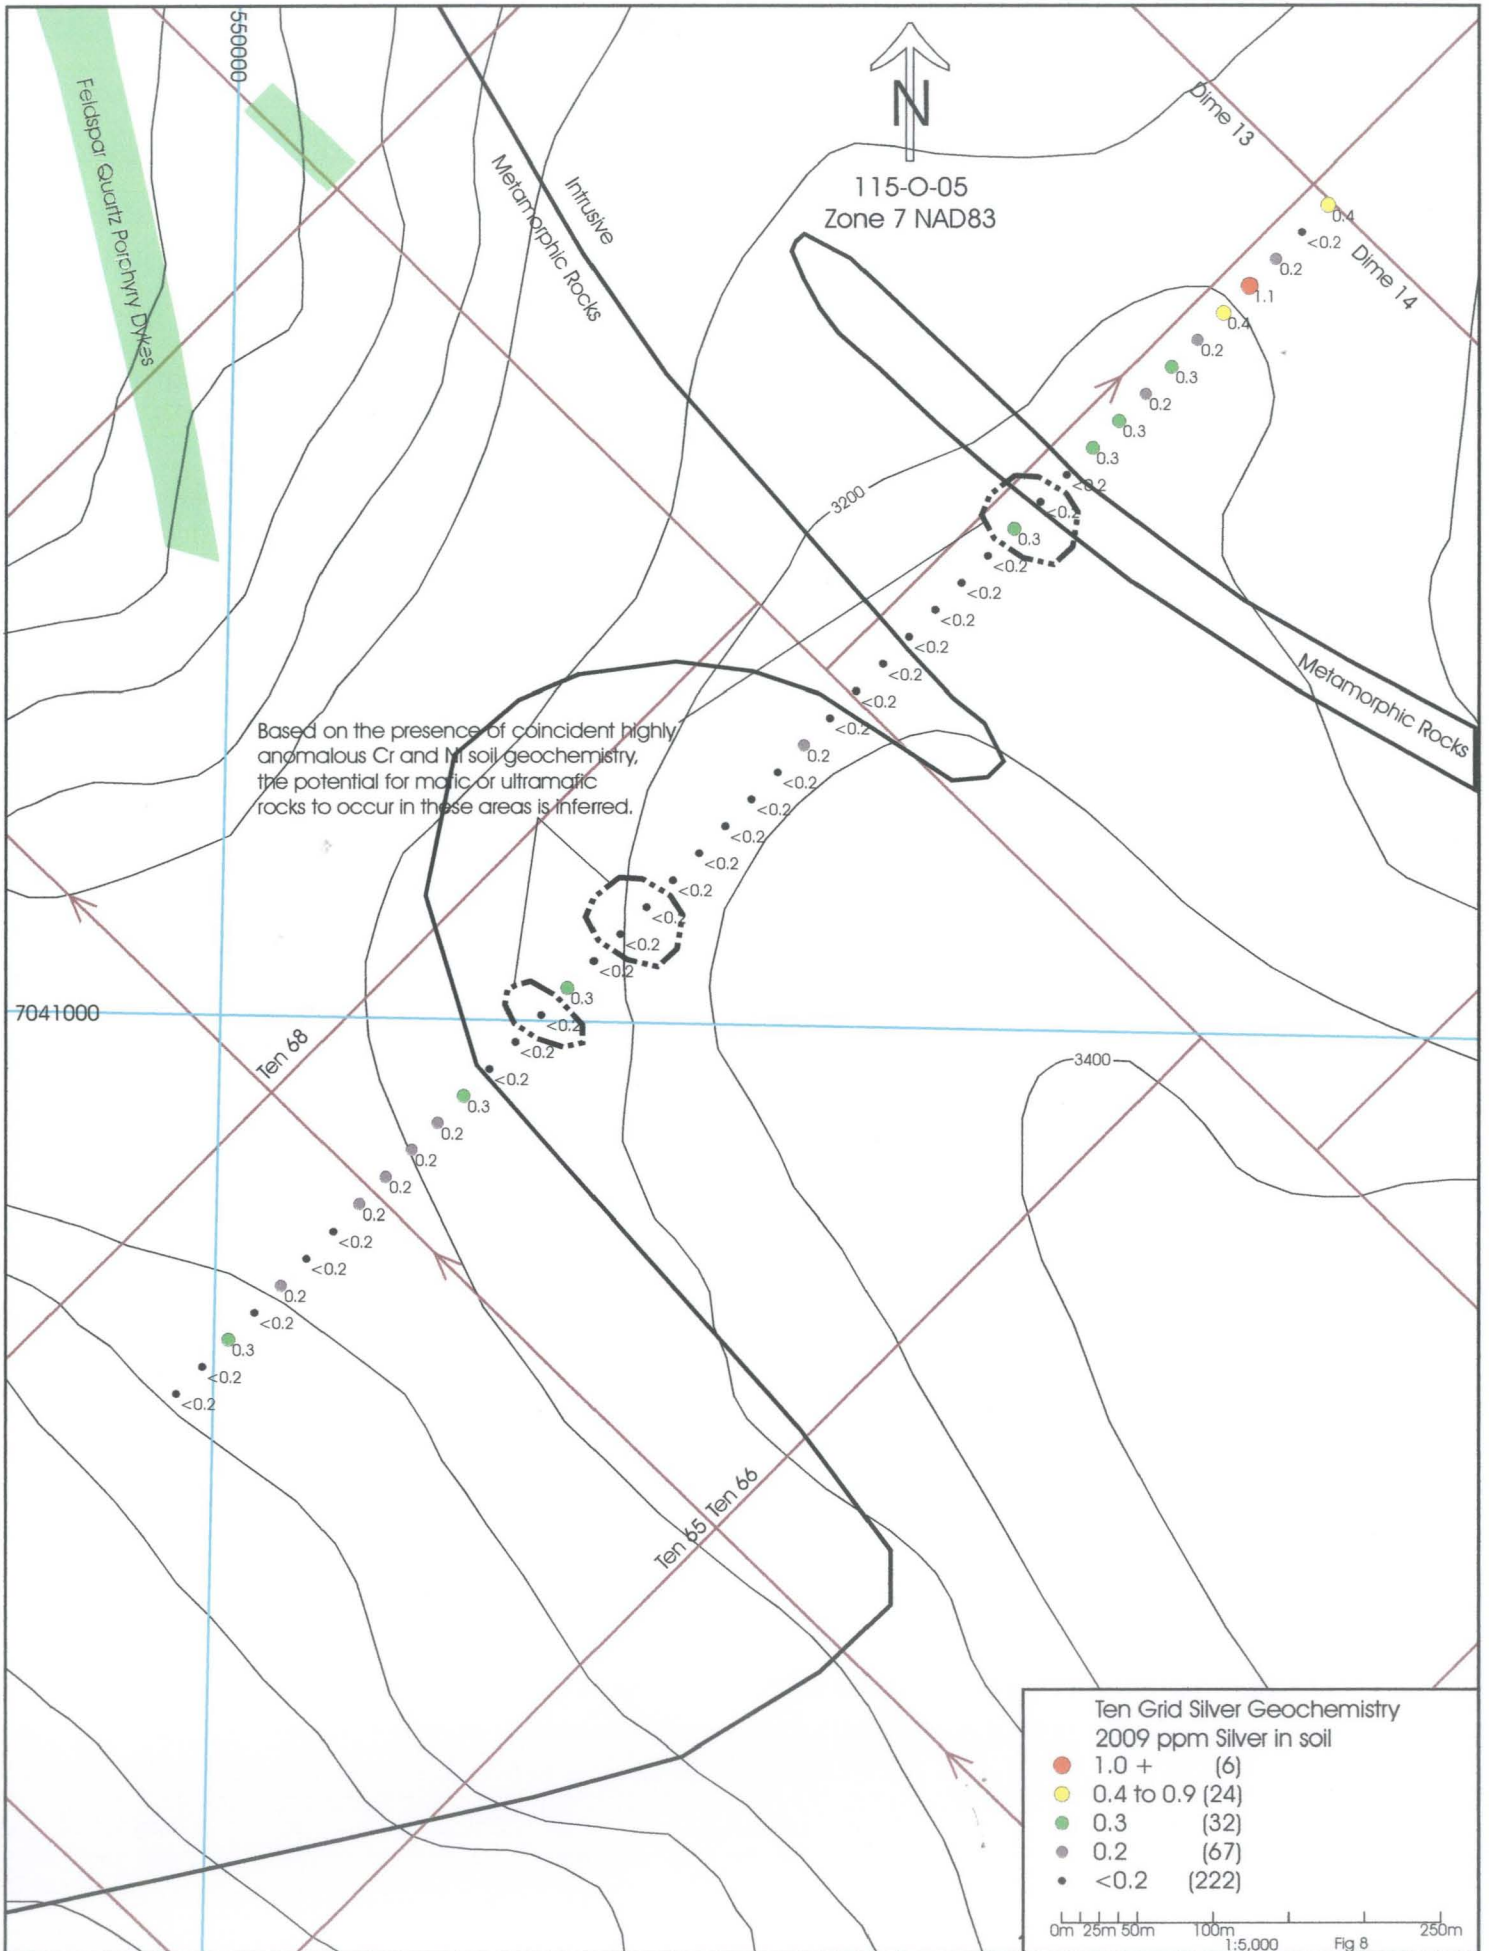 550000
Feldspar Quartz Porphyry Dykes
Intrusive
Metamorphic Rocks
N
115-O-05
Zone 7 NAD83
Dime 13
Dime 14
0.4
<0.2
0.2
1.1
0.4
0.2
0.3
0.2
0.3
0.3
<0.2
<0.2
0.3
<0.2
<0.2
<0.2
<0.2
<0.2
<0.2
<0.2
0.2
<0.2
<0.2
<0.2
<0.2
<0.2
<0.2
<0.2
<0.2
0.3
<0.2
<0.2
<0.2
0.3
0.2
0.2
0.2
0.2
<0.2
<0.2
0.2
<0.2
0.3
<0.2
<0.2
3200
Metamorphic Rocks
Based on the presence of coincident highly
anomalous Cr and Ni soil geochemistry,
the potential for mafic or ultramafic
rocks to occur in these areas is inferred.
7041000
Ten 68
3400
Ten 65 Ten 66
Ten Grid Silver Geochemistry
2009 ppm Silver in soil
1.0 + (6)
0.4 to 0.9 (24)
0.3 (32)
0.2 (67)
<0.2 (222)
0m 25m 50m 100m 250m
1:5,000 Fig 8